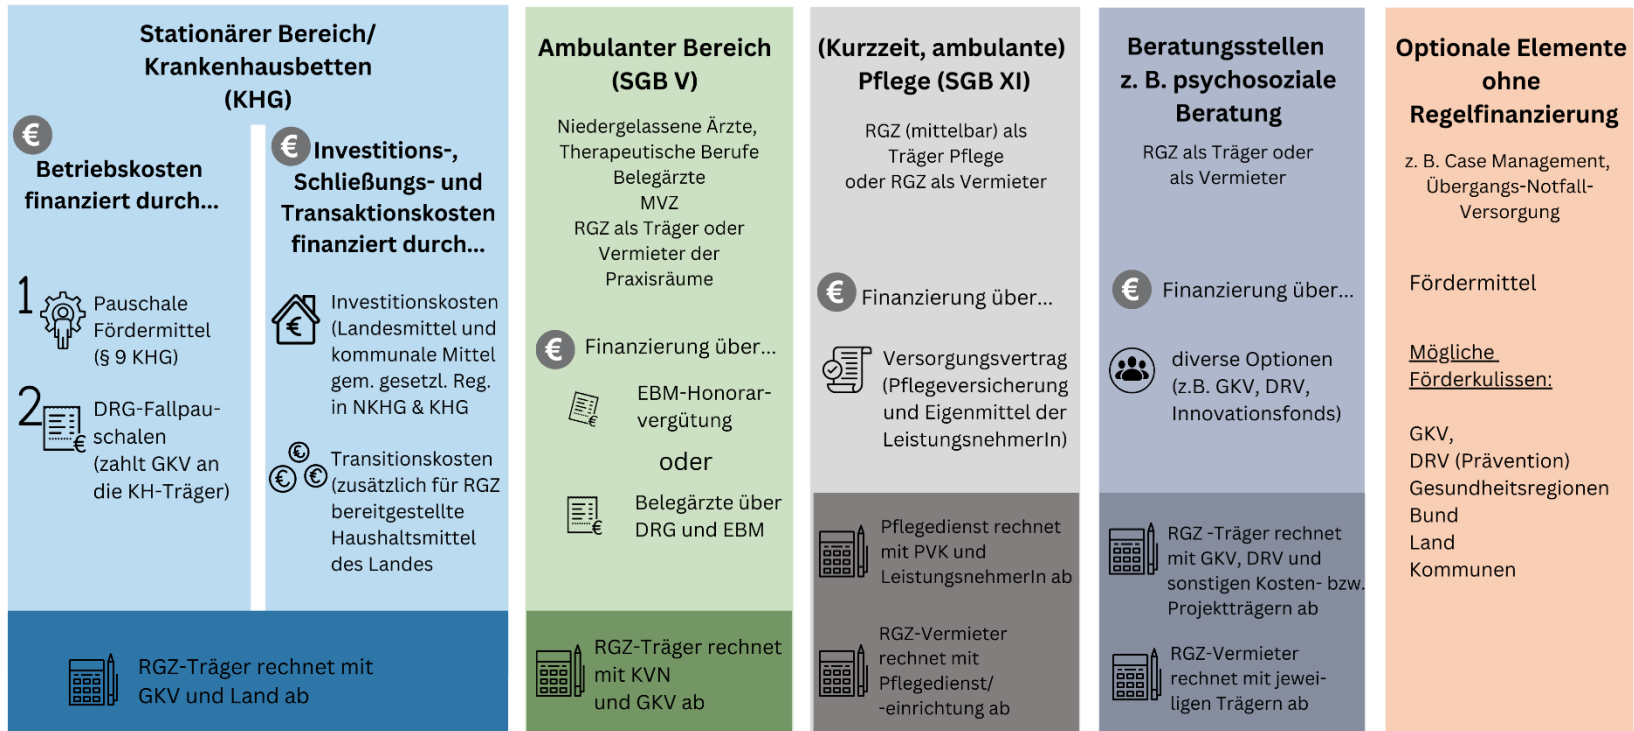 Stationärer Bereich/
Krankenhausbetten
(KHG)
€
Betriebskosten
finanziert durch...
1
Pauschale
Fördermittel
(§ 9 KHG)
2
€
DRG-Fallpau-
schalen
(zahlt GKV an
die KH-Träger)
€
Investitions-,
Schließungs- und
Transaktionskosten
finanziert durch...
€
Investitionskosten
(Landesmittel und
kommunale Mittel
gem. gesetzl. Reg.
in NKHG & KHG
€
€
€
Transitionskosten
(zusätzlich für RGZ
bereitgestellte
Haushaltsmittel
des Landes
RGZ-Träger rechnet mit
GKV und Land ab
Ambulanter Bereich
(SGB V)
Niedergelassene Ärzte,
Therapeutische Berufe
Belegärzte
MVZ
RGZ als Träger oder
Vermieter der
Praxisräume
€
Finanzierung über...
€
EBM-Honorar-
vergütung
oder
€
Belegärzte über
DRG und EBM
RGZ-Träger rechnet
mit KVN
und GKV ab
(Kurzzeit, ambulante)
Pflege (SGB XI)
RGZ (mittelbar) als
Träger Pflege
oder RGZ als Vermieter
€
Finanzierung über...
Versorgungsvertrag
(Pflegeversicherung
und Eigenmittel der
LeistungsnehmerIn)
Pflegedienst rechnet
mit PVK und
LeistungsnehmerIn ab
RGZ-Vermieter
rechnet mit
Pflegedienst/
-einrichtung ab
Beratungsstellen
z. B. psychosoziale
Beratung
RGZ als Träger oder
als Vermieter
€
Finanzierung über...
diverse Optionen
(z.B. GKV, DRV,
Innovationsfonds)
RGZ -Träger rechnet
mit GKV, DRV und
sonstigen Kosten- bzw.
Projektträgern ab
RGZ-Vermieter
rechnet mit jewei-
ligen Trägern ab
Optionale Elemente
ohne
Regelfinanzierung
z. B. Case Management,
Übergangs-Notfall-
Versorgung
Fördermittel
Mögliche
Förderkulissen:
GKV,
DRV (Prävention)
Gesundheitsregionen
Bund
Land
Kommunen